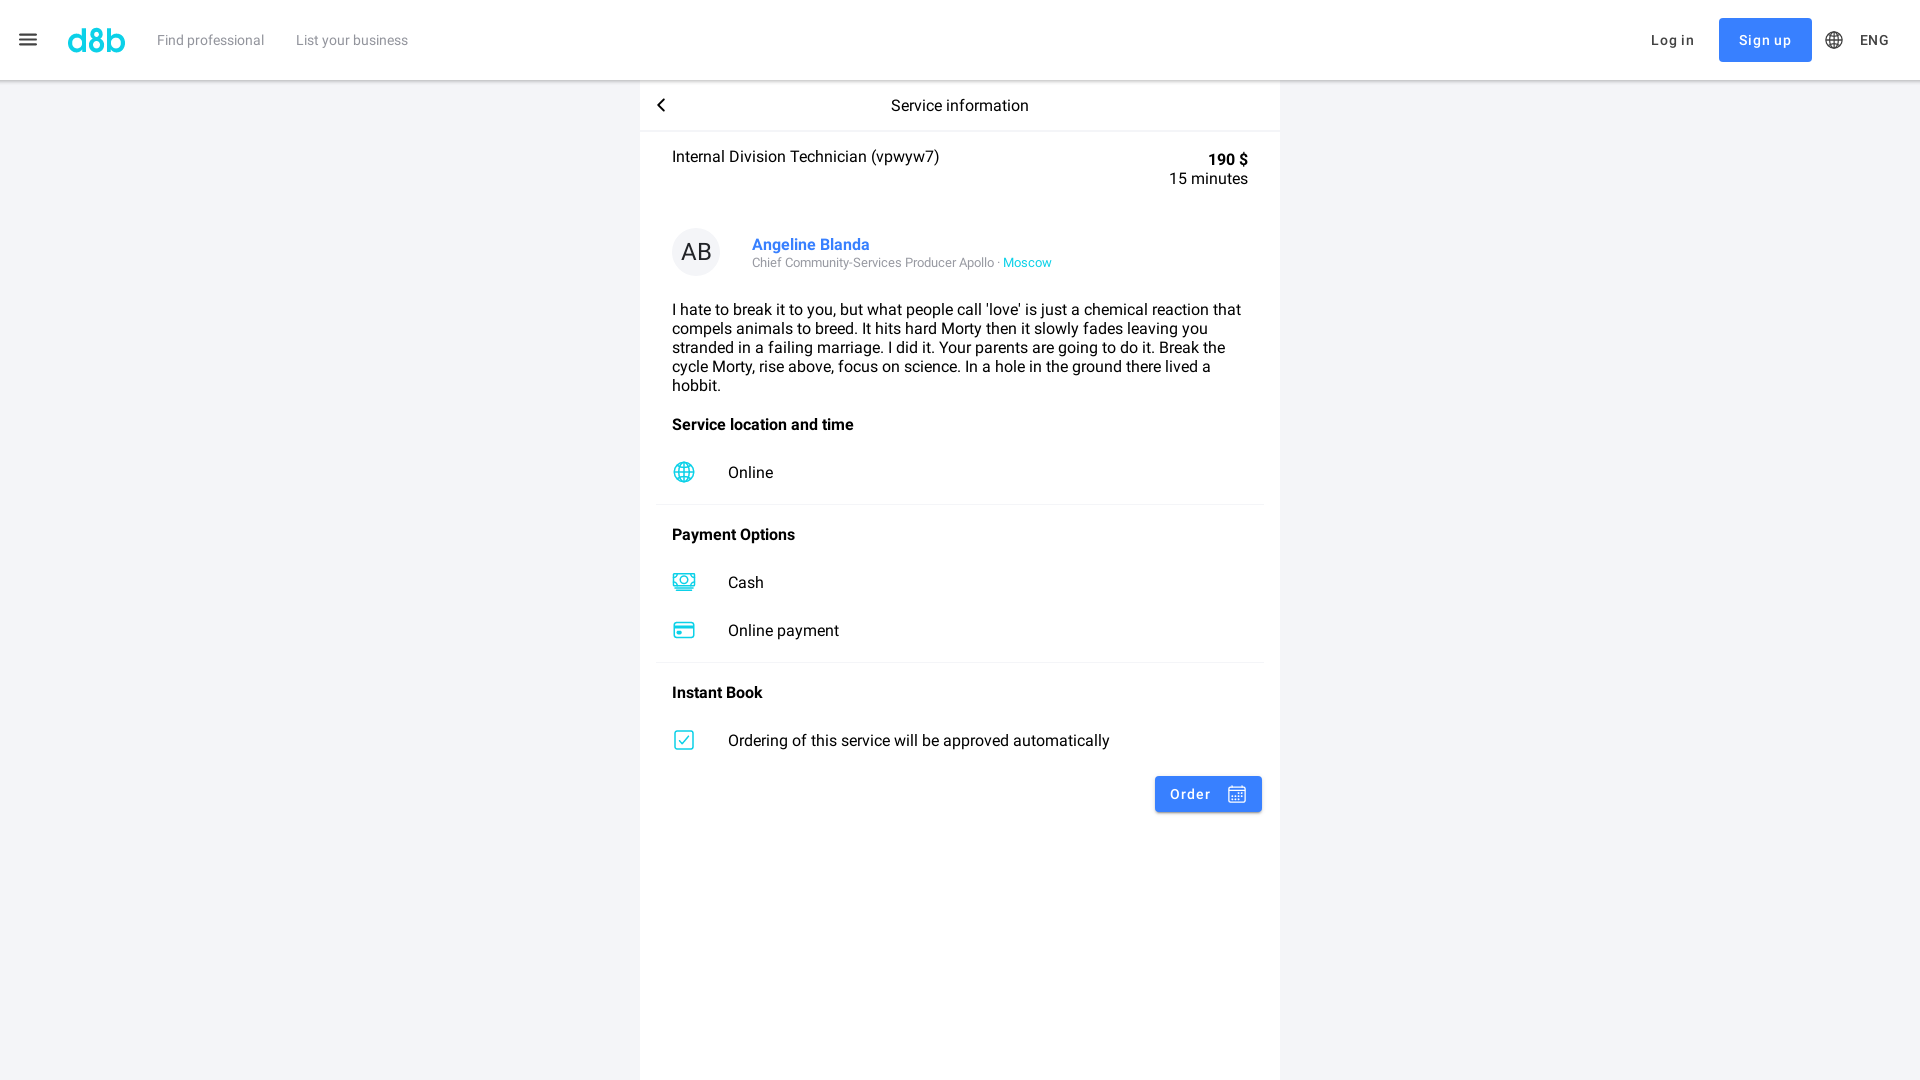 d8b Find professional List your business Log in Sign up ENG
Service information
Internal Division Technician (vpwyw7) 190 $
15 minutes
AB Angeline Blanda
Chief Community-Services Producer Apollo · Moscow
I hate to break it to you, but what people call 'love' is just a chemical reaction that
compels animals to breed. It hits hard Morty then it slowly fades leaving you
stranded in a failing marriage. I did it. Your parents are going to do it. Break the
cycle Morty, rise above, focus on science. In a hole in the ground there lived a
hobbit.
Service location and time
Online
Payment Options
Cash
Online payment
Instant Book
Ordering of this service will be approved automatically
Order